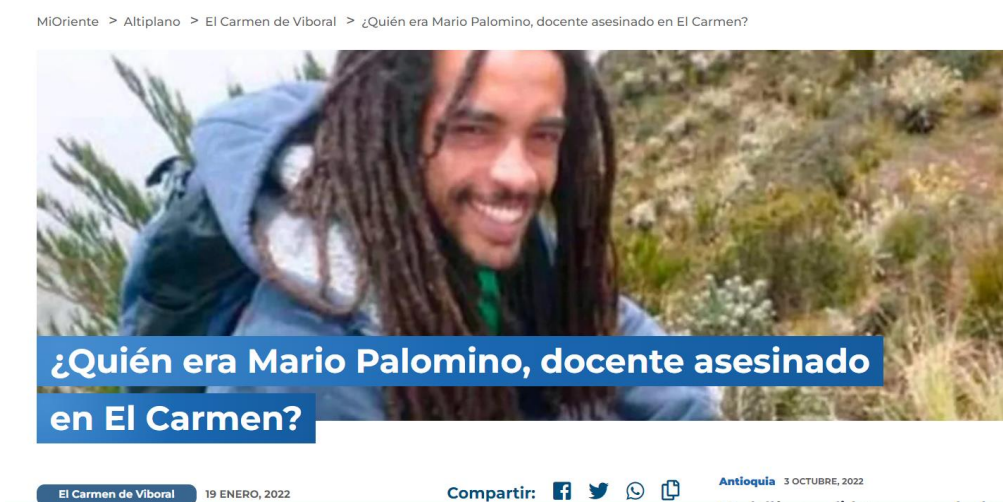 MiOriente > Altiplano > El Carmen de Viboral > ¿Quién era Mario Palomino, docente asesinado en El Carmen?
¿Quién era Mario Palomino, docente asesinado
en El Carmen?
El Carmen de Viboral 19 ENERO, 2022
Compartir:
Antioquia 3 OCTUBRE, 2022